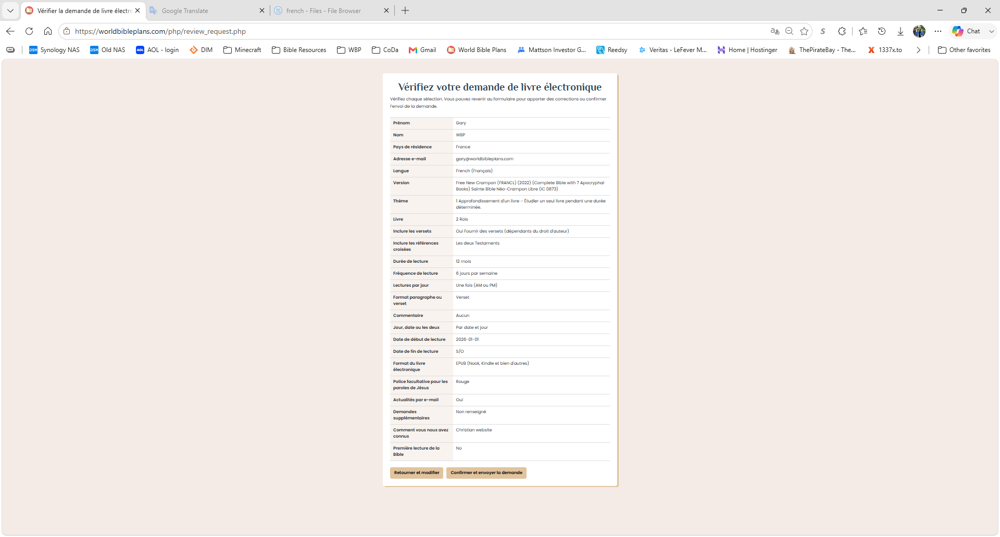 Vérifier la demande de livre électr
Google Translate
french - Files - File Browser
https://worldbibleplans.com/php/review_request.php
Chat
Synology NAS
Old NAS
AOL - login
DIM
Minecraft
Bible Resources
WBP
CoDa
Gmail
World Bible Plans
Mattson Investor G...
Reedsy
Veritas - LeFever M...
Home | Hostinger
ThePirateBay - The...
1337x.to
Other favorites
Vérifiez votre demande de livre électronique
Vérifiez chaque sélection. Vous pouvez revenir au formulaire pour apporter des corrections ou confirmer
l'envoi de la demande.
Prénom Gary
Nom WBP
Pays de résidence France
Adresse e-mail gary@worldbibleplans.com
Langue French (Français)
Version Free New Crampon (FRANCL) (2022) (Complete Bible with 7 Apocryphal
Books) Sainte Bible Néo-Crampon Libre (IC 0873)
Thème 1 Approfondissement d'un livre - Étudier un seul livre pendant une durée
déterminée.
Livre 2 Rois
Inclure les versets Oui Fournir des versets (dépendants du droit d'auteur)
Inclure les références Les deux Testaments
croisées
Durée de lecture 12 mois
Fréquence de lecture 6 jours par semaine
Lectures par jour Une fois (AM ou PM)
Format paragraphe ou Verset
verset
Commentaire Aucun
Jour, date ou les deux Par date et jour
Date de début de lecture 2026-01-01
Date de fin de lecture S/O
Format du livre EPUB (Nook, Kindle et bien d'autres)
électronique
Police facultative pour les Rouge
paroles de Jésus
Actualités par e-mail Oui
Demandes Non renseigné
supplémentaires
Comment vous nous avez Christian website
connus
Première lecture de la No
Bible
Retourner et modifier
Confirmer et envoyer la demande